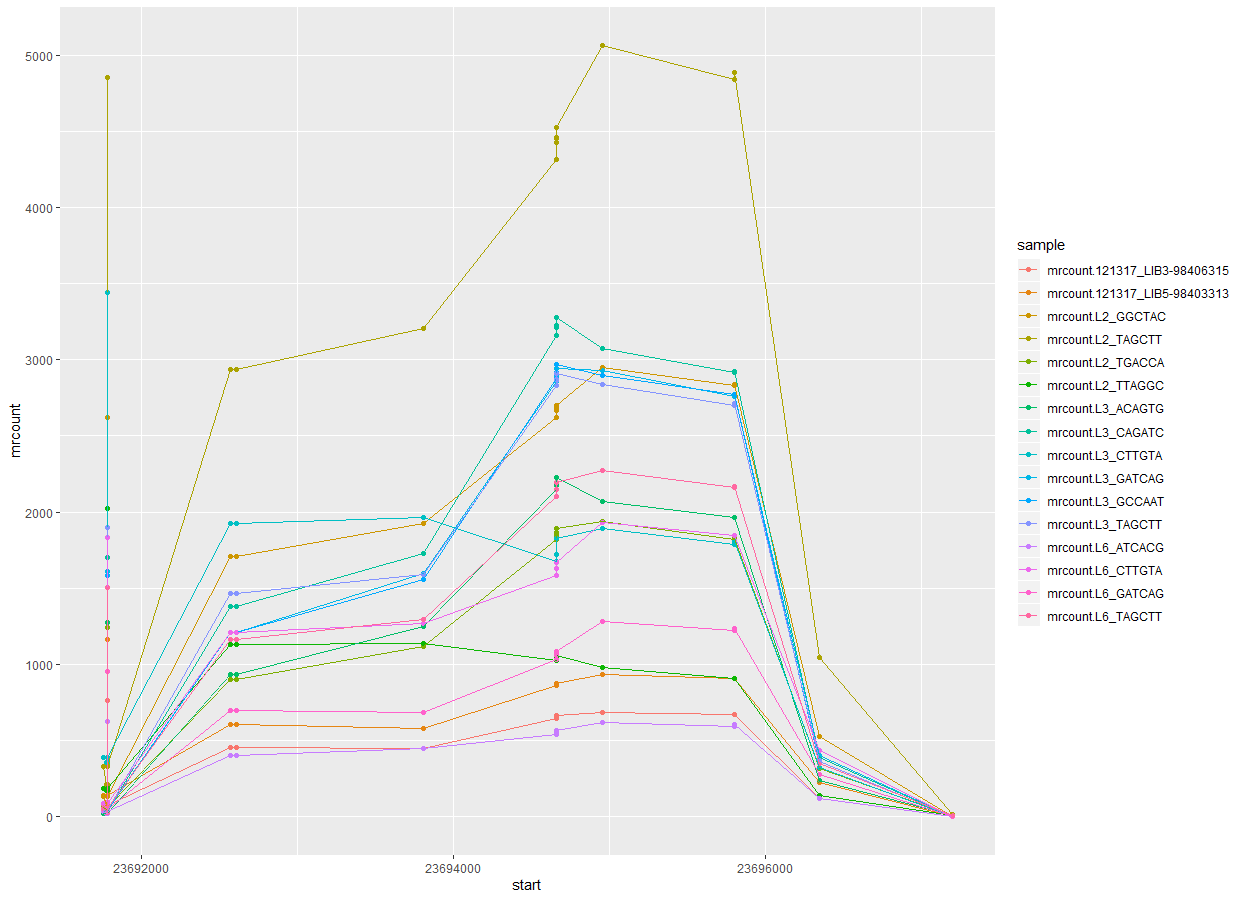 5000
4000
3000
2000
1000
0
mrcount
23692000
23694000
23696000
start
sample
mrcount.121317_LIB3-98406315
mrcount.121317_LIB5-98403313
mrcount.L2_GGCTAC
mrcount.L2_TAGCTT
mrcount.L2_TGACCA
mrcount.L2_TTAGGC
mrcount.L3_ACAGTG
mrcount.L3_CAGATC
mrcount.L3_CTTGTA
mrcount.L3_GATCAG
mrcount.L3_GCCAAT
mrcount.L3_TAGCTT
mrcount.L6_ATCACG
mrcount.L6_CTTGTA
mrcount.L6_GATCAG
mrcount.L6_TAGCTT